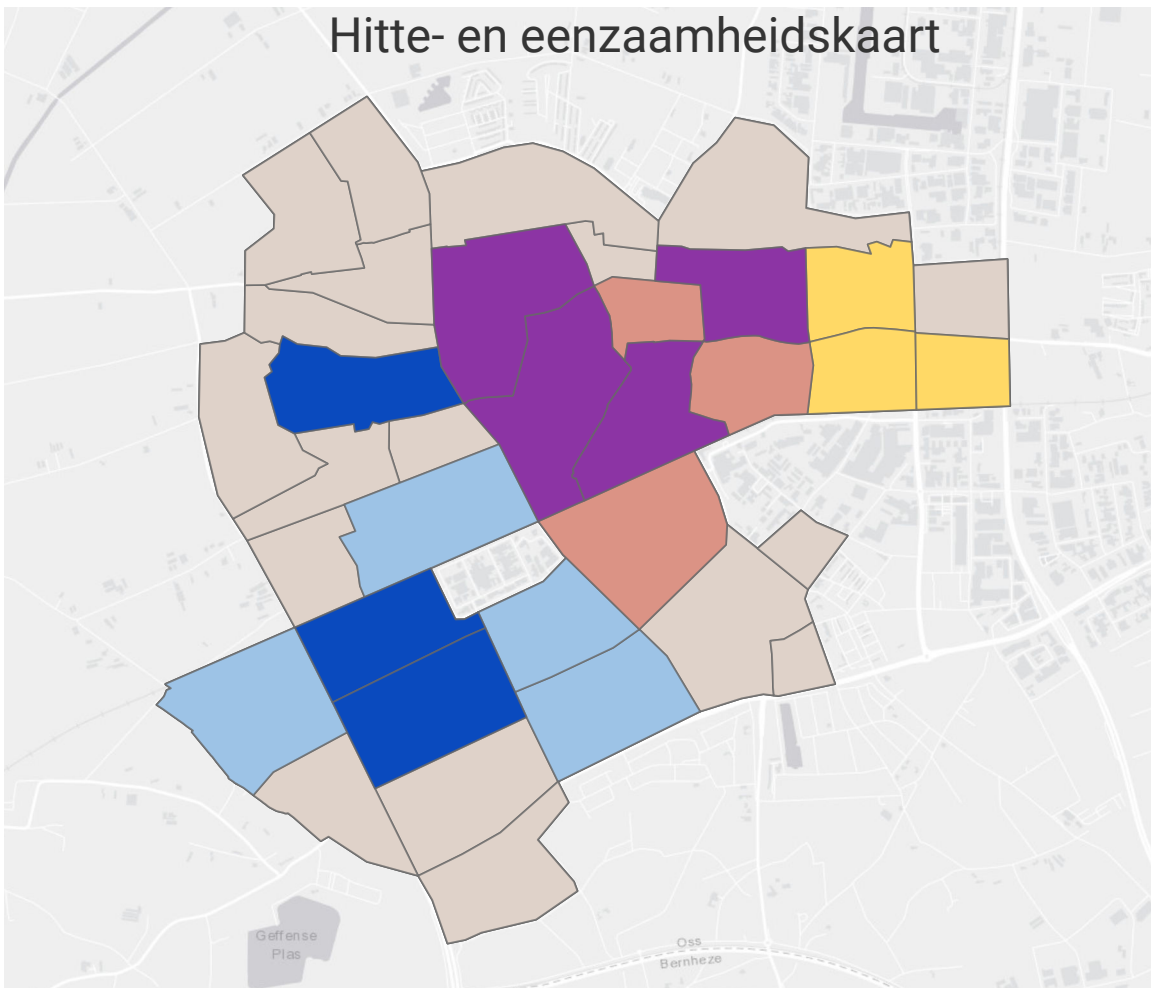 Hitte- en eenzaamheidskaart
Geffense
Plas
Oss
Bernheze